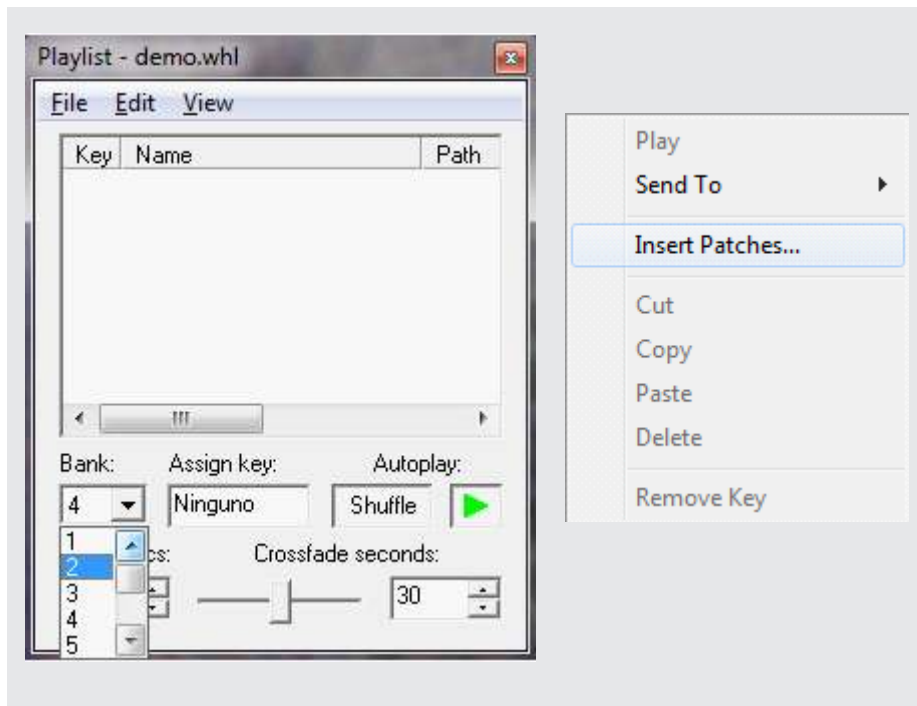 Playlist - demo.whl
File Edit View
Key Name Path
Bank: Assign key: Autoplay:
4 Ninguno Shuffle
1
2
3
4
5
cs: Crossfade seconds:
30
Play
Send To
Insert Patches...
Cut
Copy
Paste
Delete
Remove Key